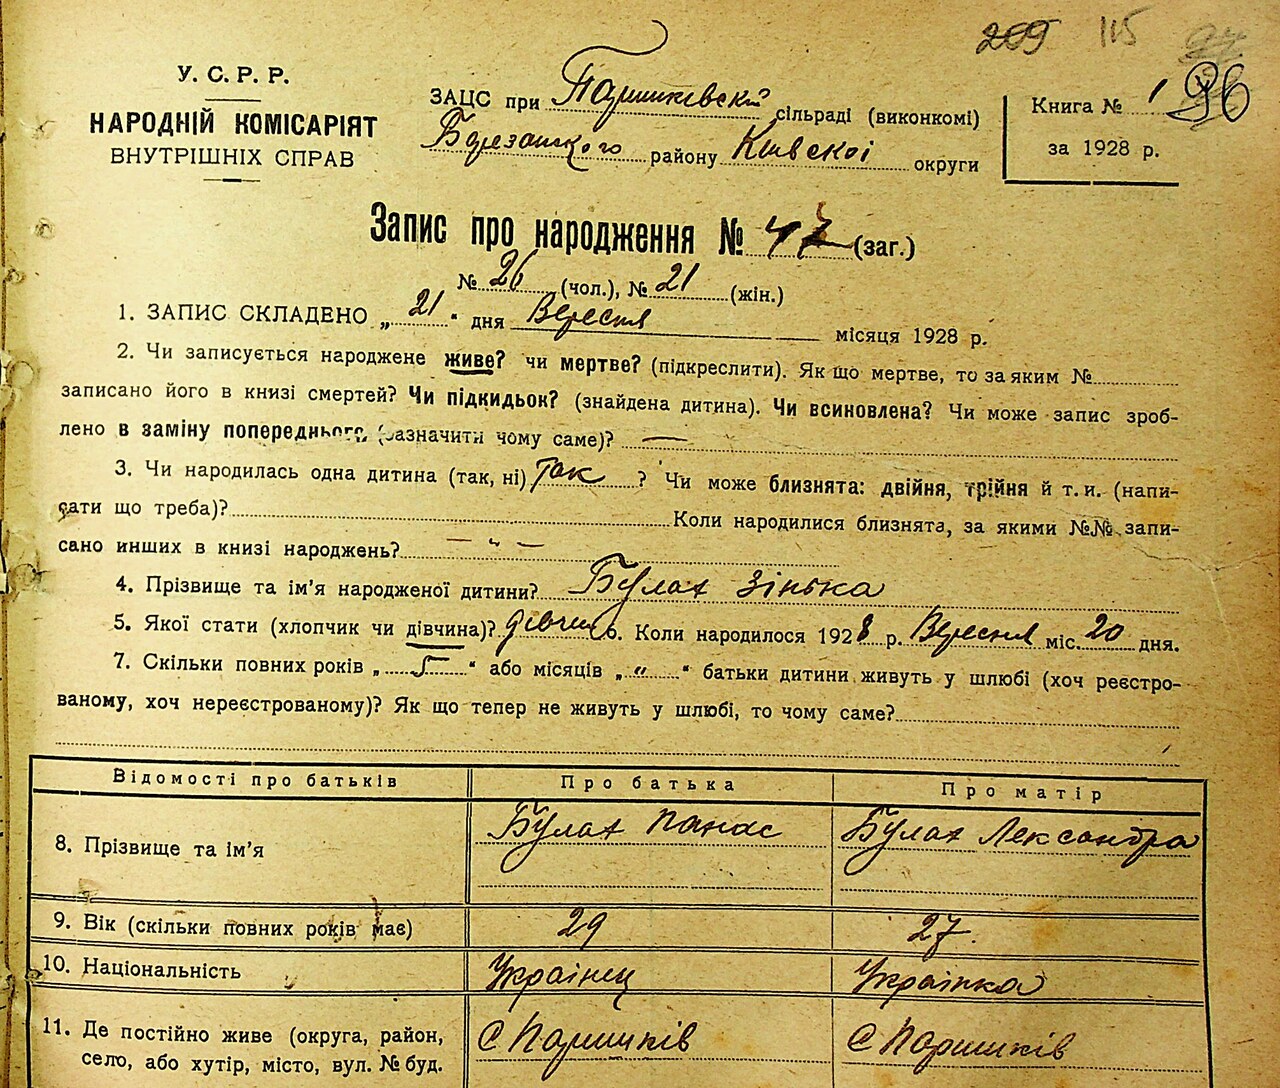 209 115
96
У. С. Р. Р.
НАРОДНІЙ КОМІСАРІЯТ
ВНУТРІШНІХ СПРАВ
ЗАЦС при Паришківській сільраді (виконкомі)
Березанского району Київскої округи
Книга № 1
за 1928 р.
Запис про народження № 47 (заг.)
№ 26 (чол.), № 21 (жін.)
1. ЗАПИС СКЛАДЕНО „21" дня Вересня місяця 1928 р.
2. Чи записується народжене живе? чи мертве? (підкреслити). Як що мертве, то за яким №
записано його в книзі смертей? Чи підкидьок? (знайдена дитина). Чи всиновлена? Чи може запис зроб-
лено в заміну попереднього, (зазначити чому саме)? —
3. Чи народилась одна дитина (так, ні) Так ? Чи може близнята: двійня, трійня й т. и. (напи-
сати що треба)? Коли народилися близнята, за якими №№ запи-
сано инших в книзі народжень? — „ —
4. Прізвище та ім'я народженої дитини? Булах Зінька
5. Якої стати (хлопчик чи дівчина)? дівчин 6. Коли народилося 1928 р. Вересня міс. 20 дня.
7. Скільки повних років „5" або місяців „ " " батьки дитини живуть у шлюбі (хоч реєстро-
ваному, хоч нереєстрованому)? Як що тепер не живуть у шлюбі, то чому саме?
Відомості про батьків Про батька Про матір
8. Прізвище та ім'я Булах Панас Булах Лександра
9. Вік (скільки повних років має) 29 27.
10. Національність Українец Українка
11. Де постійно живе (округа, район, с Паришків с Паришків
село, або хутір, місто, вул. № буд.